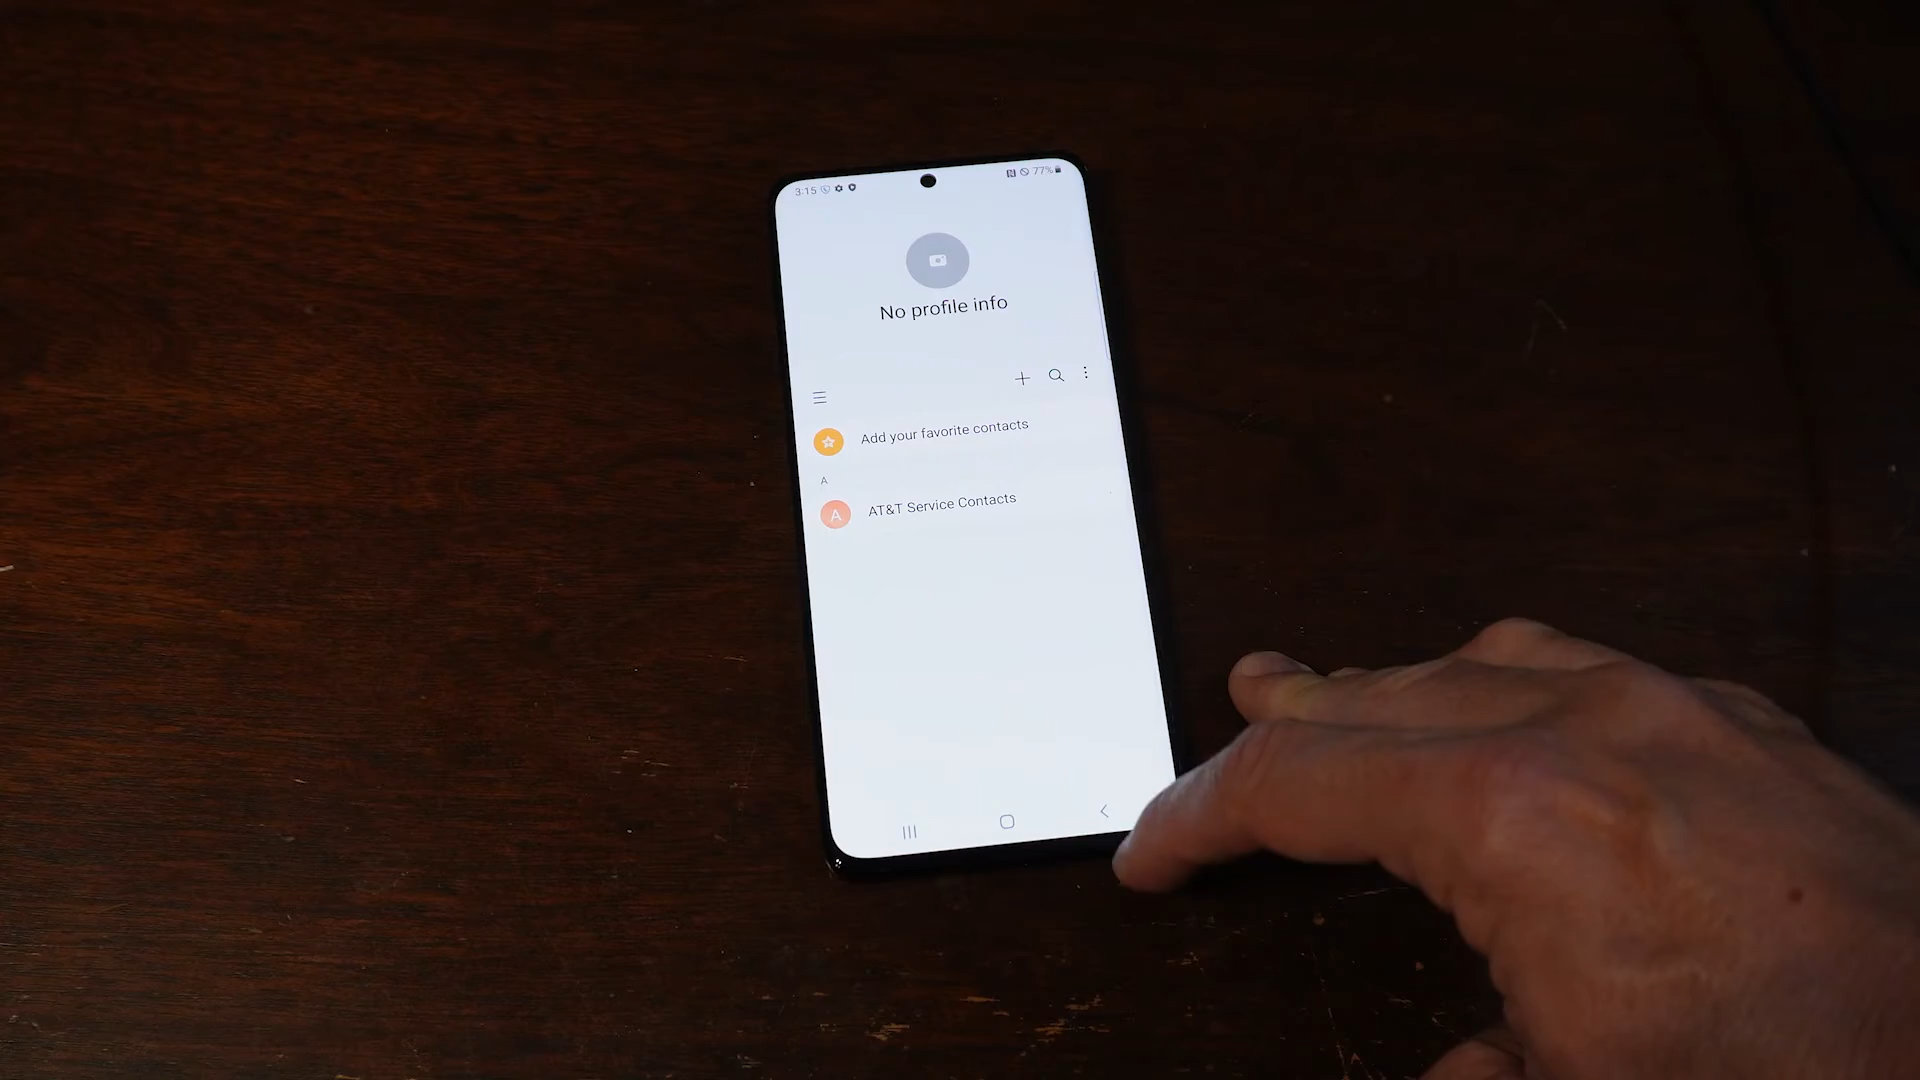 3:15
77%
No profile info
Add your favorite contacts
A
A
AT&T Service Contacts